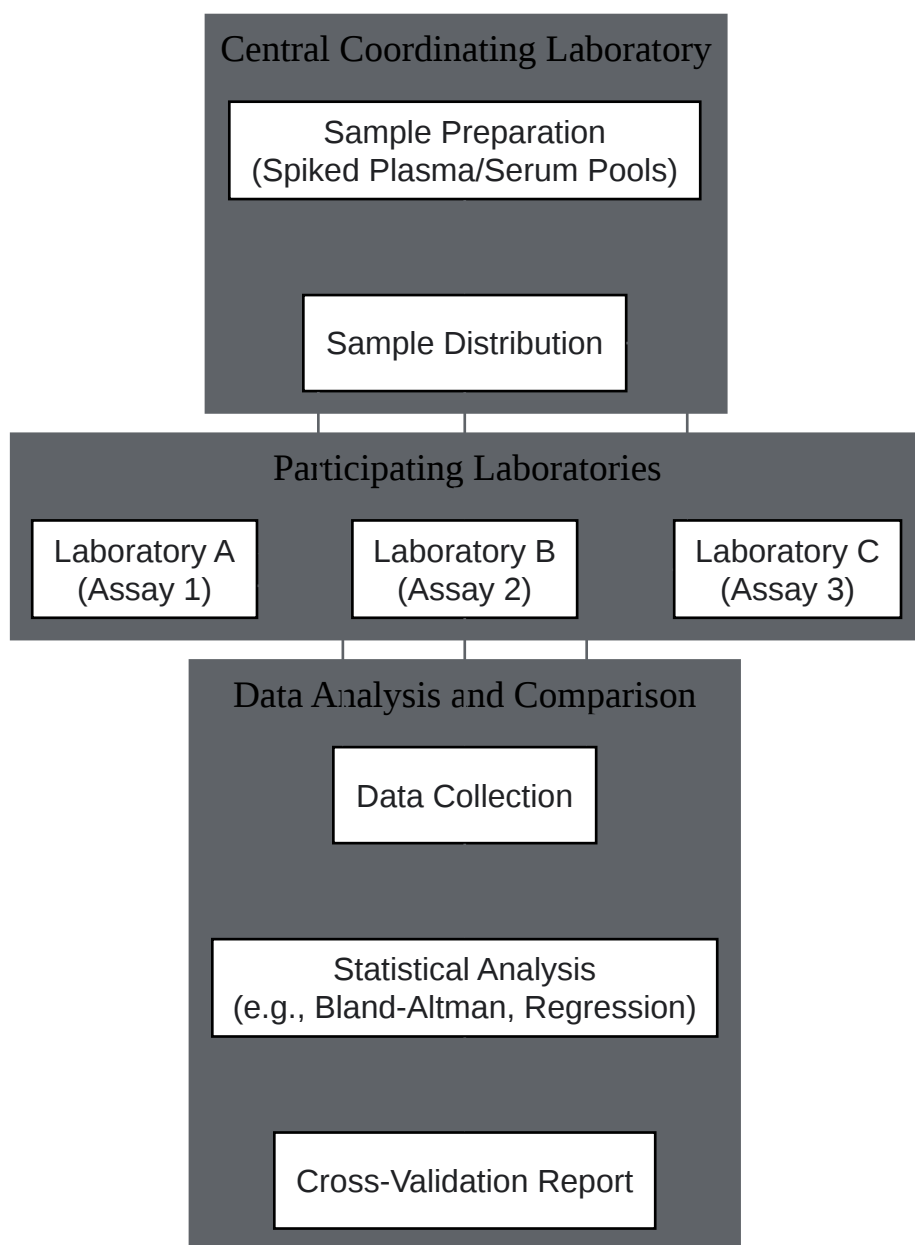 Central Coordinating Laboratory
Sample Preparation
(Spiked Plasma/Serum Pools)
Sample Distribution
Participating Laboratories
Laboratory A
(Assay 1)
Laboratory B
(Assay 2)
Laboratory C
(Assay 3)
Data Analysis and Comparison
Data Collection
Statistical Analysis
(e.g., Bland-Altman, Regression)
Cross-Validation Report